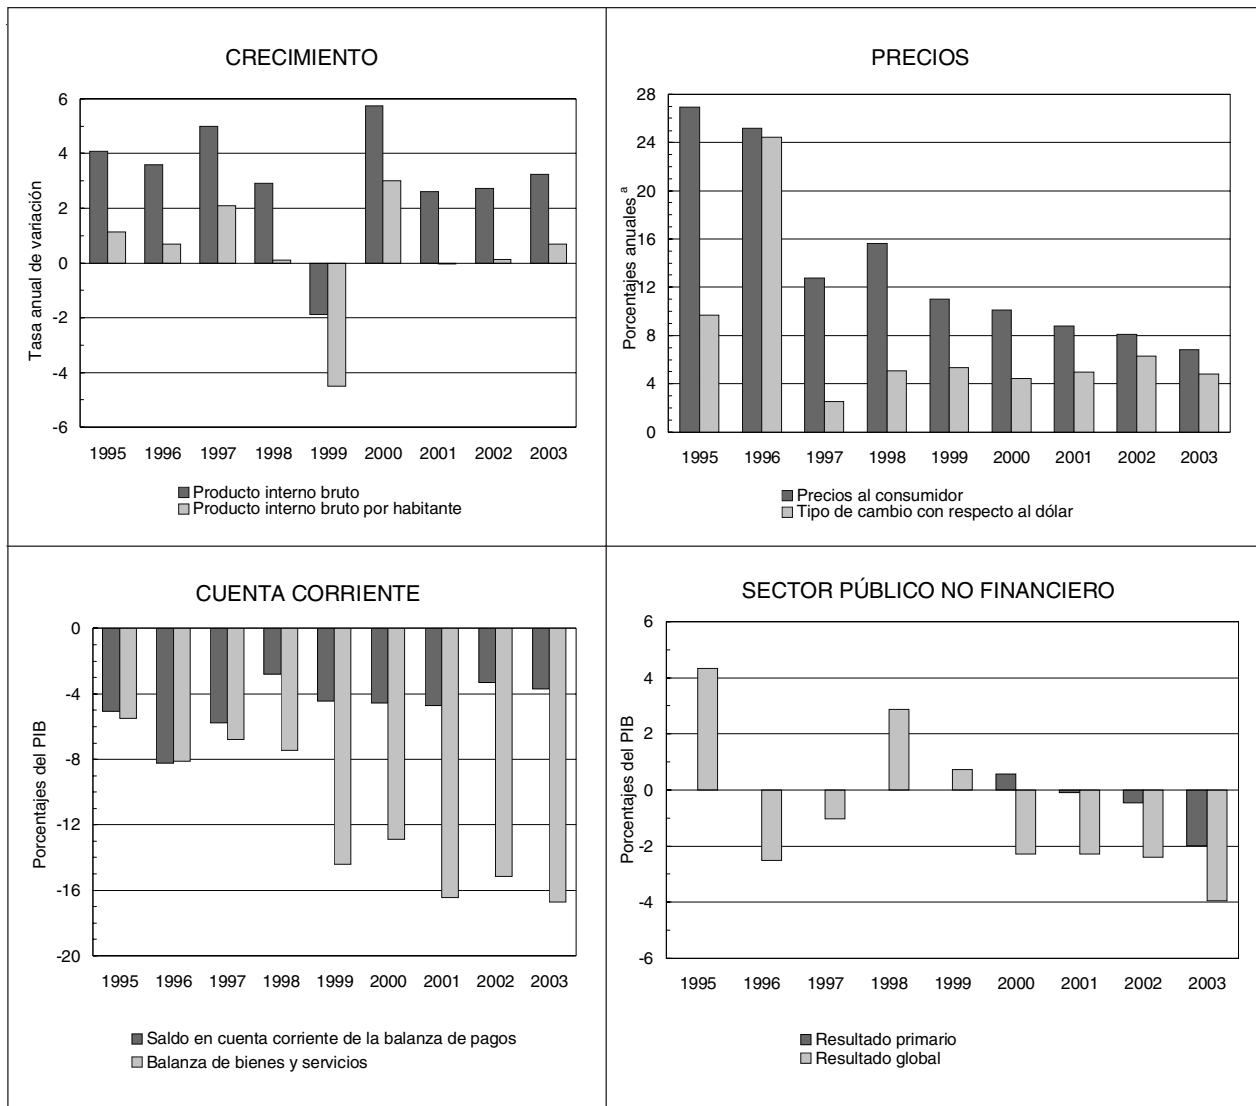 CRECIMIENTO
Tasa anual de variación
6
4
2
0
-2
-4
-6
1995 1996 1997 1998 1999 2000 2001 2002 2003
Producto interno bruto
Producto interno bruto por habitante
PRECIOS
Porcentajes anuales a
28
24
20
16
12
8
4
0
1995 1996 1997 1998 1999 2000 2001 2002 2003
Precios al consumidor
Tipo de cambio con respecto al dólar
CUENTA CORRIENTE
Porcentajes del PIB
0
-4
-8
-12
-16
-20
1995 1996 1997 1998 1999 2000 2001 2002 2003
Saldo en cuenta corriente de la balanza de pagos
Balanza de bienes y servicios
SECTOR PÚBLICO NO FINANCIERO
Porcentajes del PIB
6
4
2
0
-2
-4
-6
1995 1996 1997 1998 1999 2000 2001 2002 2003
Resultado primario
Resultado global